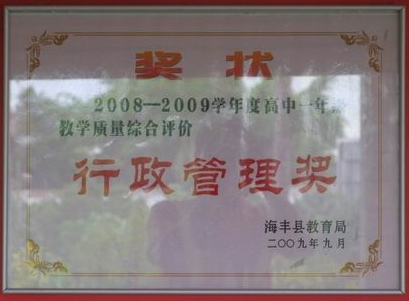 奖状
2008—2009学年度高中一年级
教学质量综合评价
行政管理奖
海丰县教育局
二〇〇九年九月